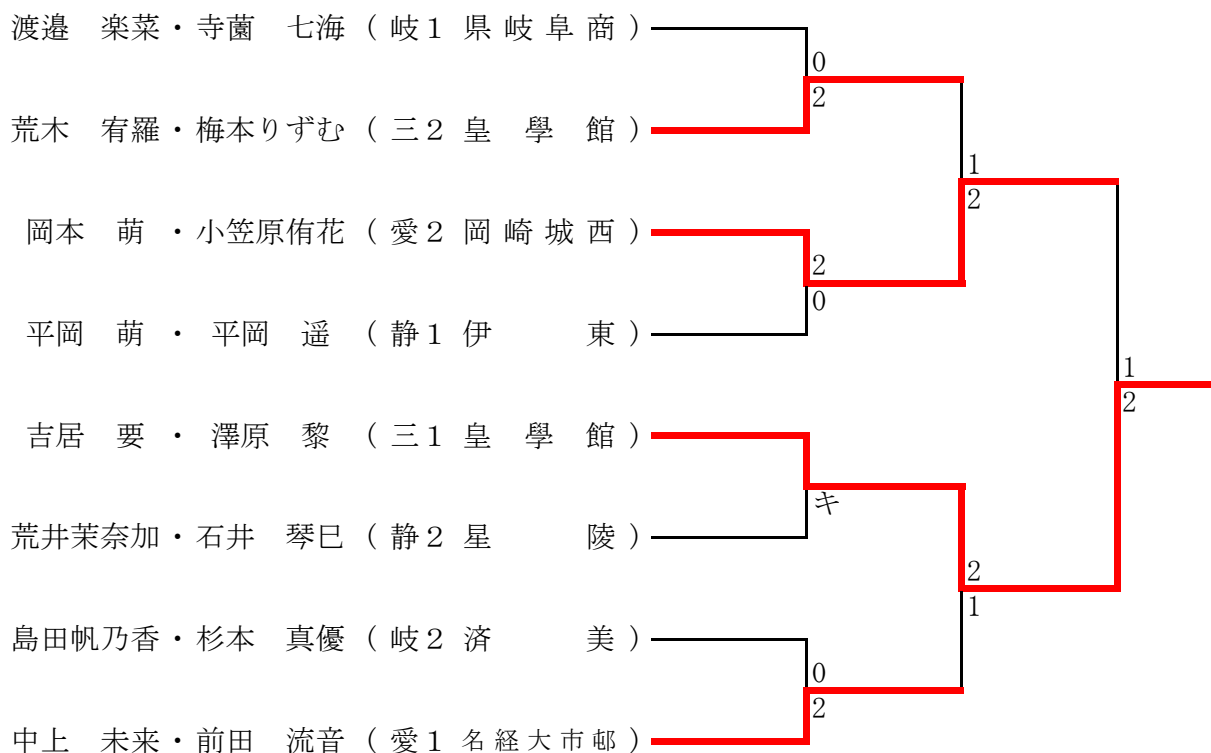 渡邉　楽菜・寺薗　七海（岐１ 県岐阜商）
0
2
荒木　宥羅・梅本りずむ（三２ 皇　學　館）
1
2
岡本　萌　・小笠原侑花（愛２ 岡崎城西）
2
0
平岡　萌　・　平岡　遥　（静１ 伊　　　東）
1
2
吉居　要　・　澤原　黎　（三１ 皇　學　館）
キ
荒井茉奈加・石井　琴巳（静２ 星　　　陵）
2
1
島田帆乃香・杉本　真優（岐２ 済　　　美）
0
2
中上　未来・前田　流音（愛１ 名経大市邨）